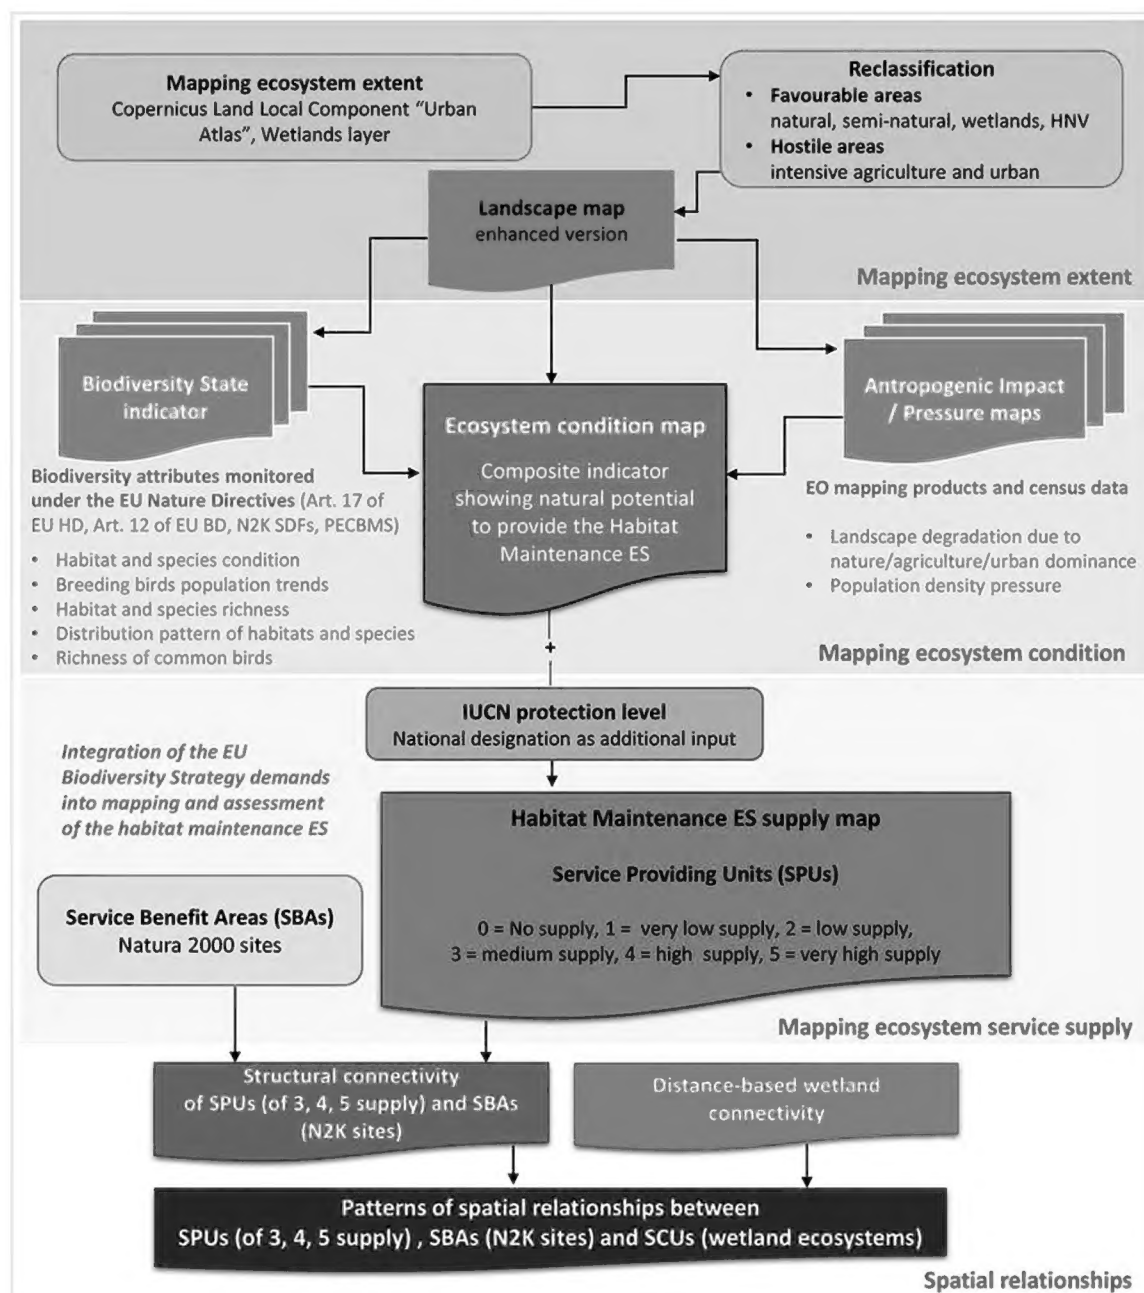 Mapping ecosystem extent
Copernicus Land Local Component “Urban
Atlas”, Wetlands layer
Reclassification
• Favourable areas
natural, semi-natural, wetlands, HNV
• Hostile areas
intensive agriculture and urban
Landscape map
enhanced version
Mapping ecosystem extent
Biodiversity State
indicator
Antropogenic Impact
/ Pressure maps
Ecosystem condition map
Composite indicator
showing natural potential
to provide the Habitat
Maintenance ES
Biodiversity attributes monitored
under the EU Nature Directives (Art. 17 of
EU HD, Art. 12 of EU BD, N2K SDFs, PECBMS)
• Habitat and species condition
• Breeding birds population trends
• Habitat and species richness
• Distribution pattern of habitats and species
• Richness of common birds
EO mapping products and census data
• Landscape degradation due to
nature/agriculture/urban dominance
• Population density pressure
Mapping ecosystem condition
+
IUCN protection level
National designation as additional input
Integration of the EU
Biodiversity Strategy demands
into mapping and assessment
of the habitat maintenance ES
Habitat Maintenance ES supply map
Service Providing Units (SPUs)
0 = No supply, 1 = very low supply, 2 = low supply,
3 = medium supply, 4 = high supply, 5 = very high supply
Service Benefit Areas (SBAs)
Natura 2000 sites
Mapping ecosystem service supply
Structural connectivity
of SPUs (of 3, 4, 5 supply) and SBAs
(N2K sites)
Distance-based wetland
connectivity
Patterns of spatial relationships between
SPUs (of 3, 4, 5 supply) , SBAs (N2K sites) and SCUs (wetland ecosystems)
Spatial relationships